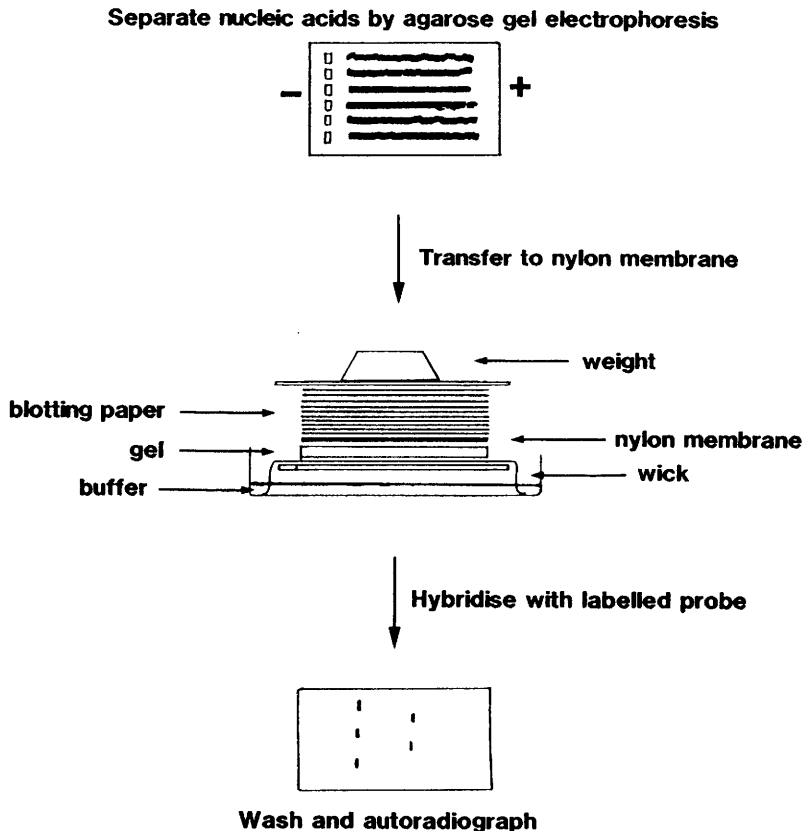 Separate nucleic acids by agarose gel electrophoresis
− +
Transfer to nylon membrane
weight
blotting paper
nylon membrane
gel
wick
buffer
Hybridise with labelled probe
Wash and autoradiograph